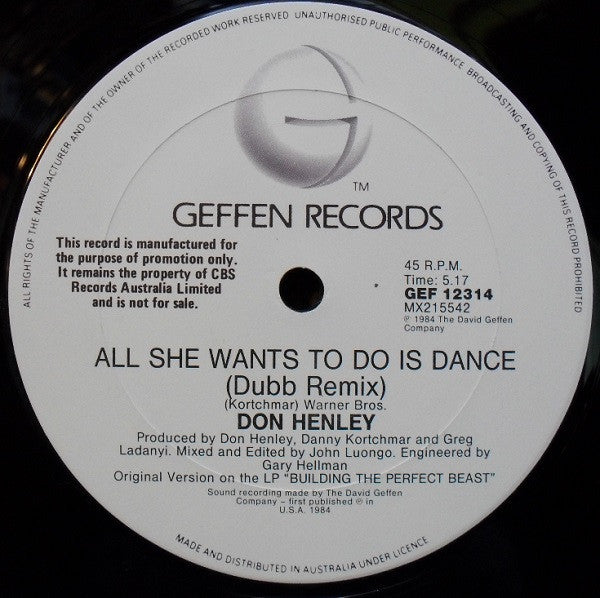 ALL RIGHTS OF THE MANUFACTURER AND OF THE OWNER OF THE RECORDED WORK RESERVED UNAUTHORISED PUBLIC PERFORMANCE, BROADCASTING AND COPYING OF THIS RECORD PROHIBITED
G
TM
GEFFEN RECORDS
This record is manufactured for
the purpose of promotion only.
It remains the property of CBS
Records Australia Limited
and is not for sale.
45 R.P.M.
Time: 5.17
GEF 12314
MX215542
℗ 1984 The David Geffen
Company
ALL SHE WANTS TO DO IS DANCE
(Dubb Remix)
(Kortchmar) Warner Bros.
DON HENLEY
Produced by Don Henley, Danny Kortchmar and Greg
Ladanyi. Mixed and Edited by John Luongo. Engineered by
Gary Hellman
Original Version on the LP "BUILDING THE PERFECT BEAST"
Sound recording made by The David Geffen
Company – first published ℗ in
U.S.A. 1984
MADE AND DISTRIBUTED IN AUSTRALIA UNDER LICENCE